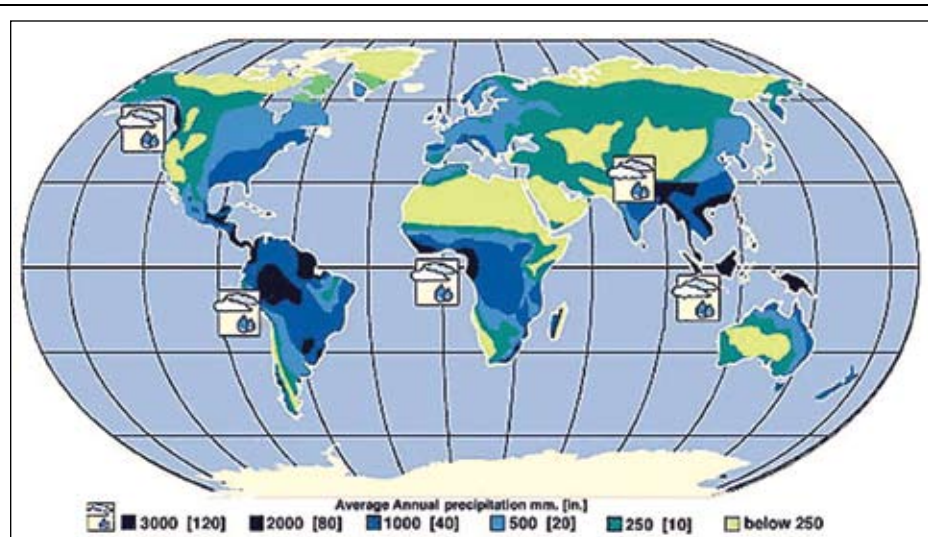 Average Annual precipitation mm. [in.]
3000 [120] 2000 [80] 1000 [40] 500 [20] 250 [10] below 250